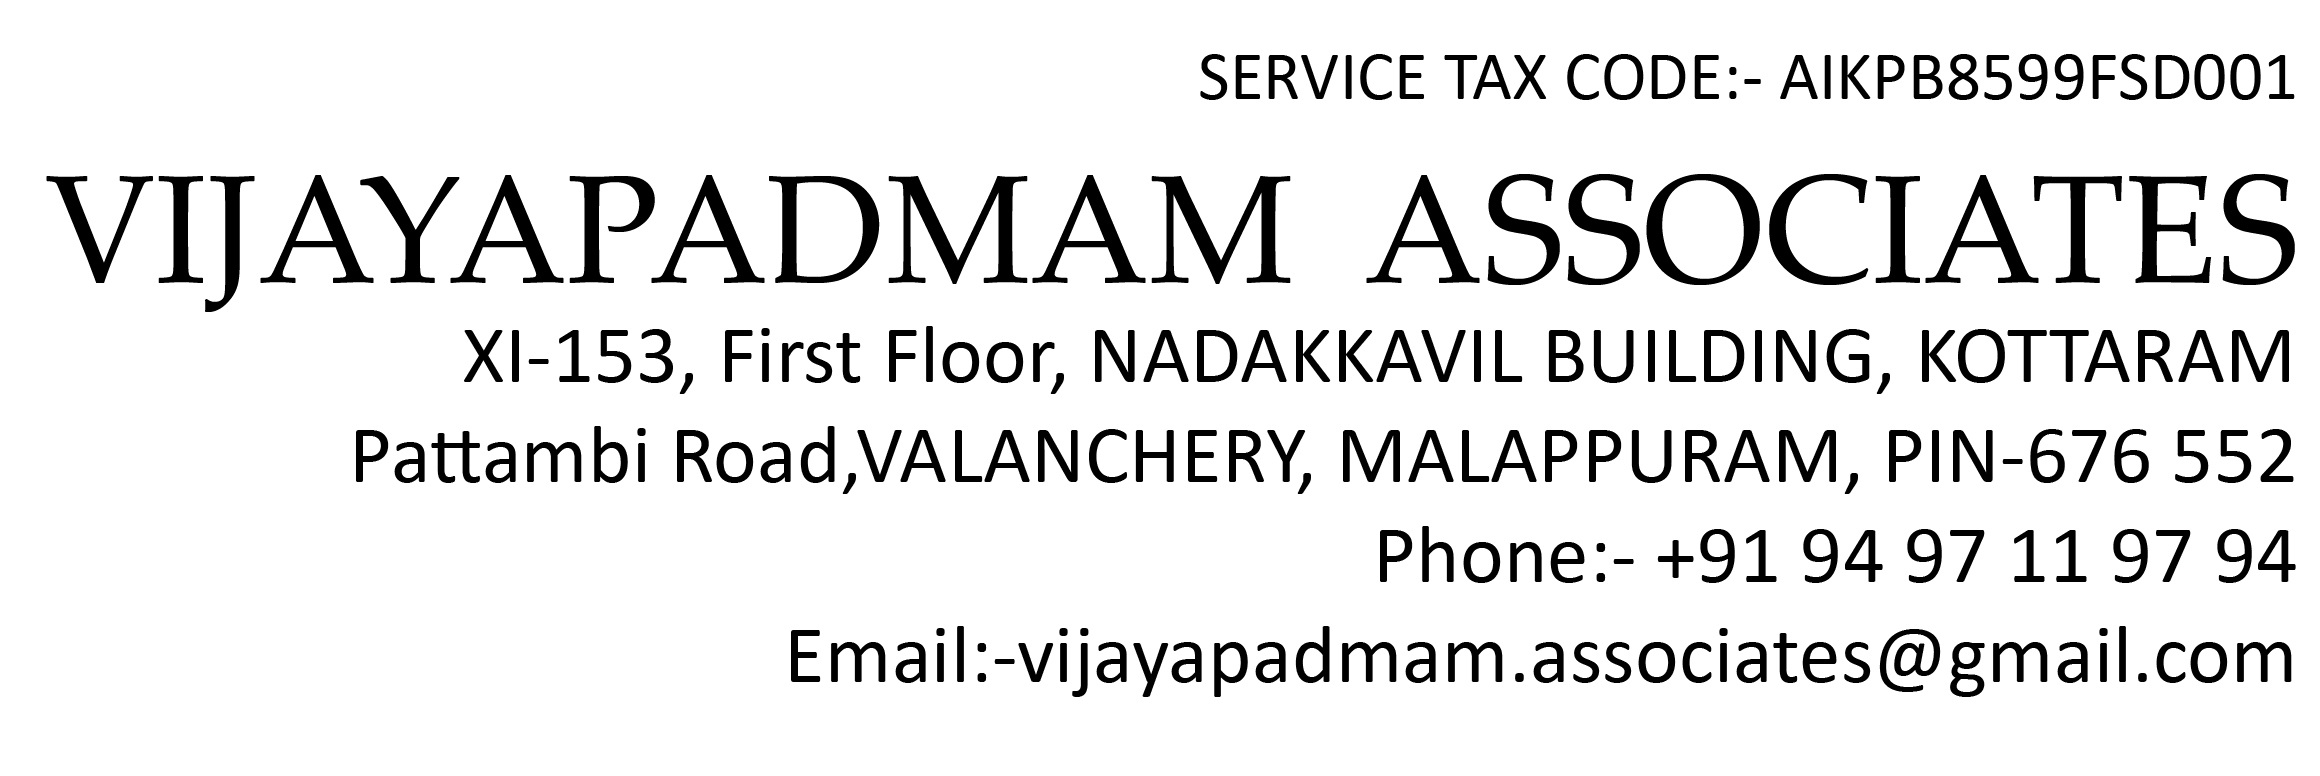 SERVICE TAX CODE:- AIKPB8599FSD001
VIJAYAPADMAM ASSOCIATES
XI-153, First Floor, NADAKKAVIL BUILDING, KOTTARAM
Pattambi Road,VALANCHERY, MALAPPURAM, PIN-676 552
Phone:- +91 94 97 11 97 94
Email:-vijayapadmam.associates@gmail.com